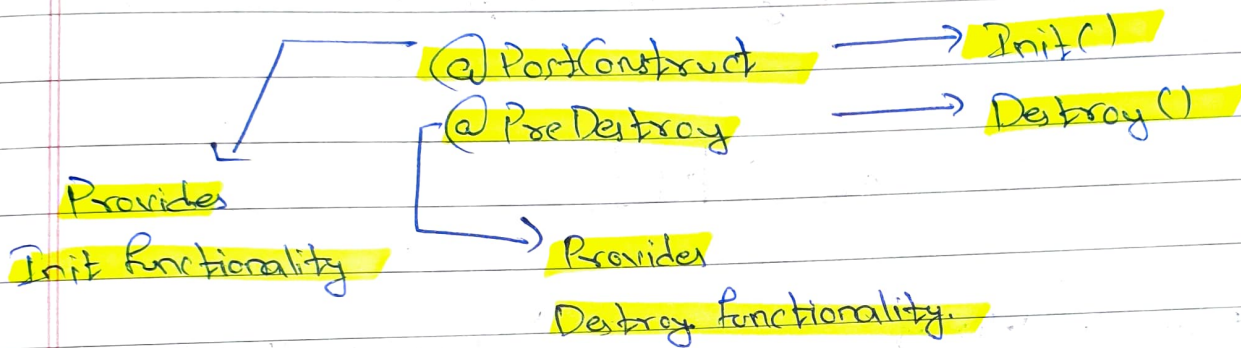 @PostConstruct → Init()
@PreDestroy → Destroy()
Provides
Init functionality
Provides
Destroy functionality.